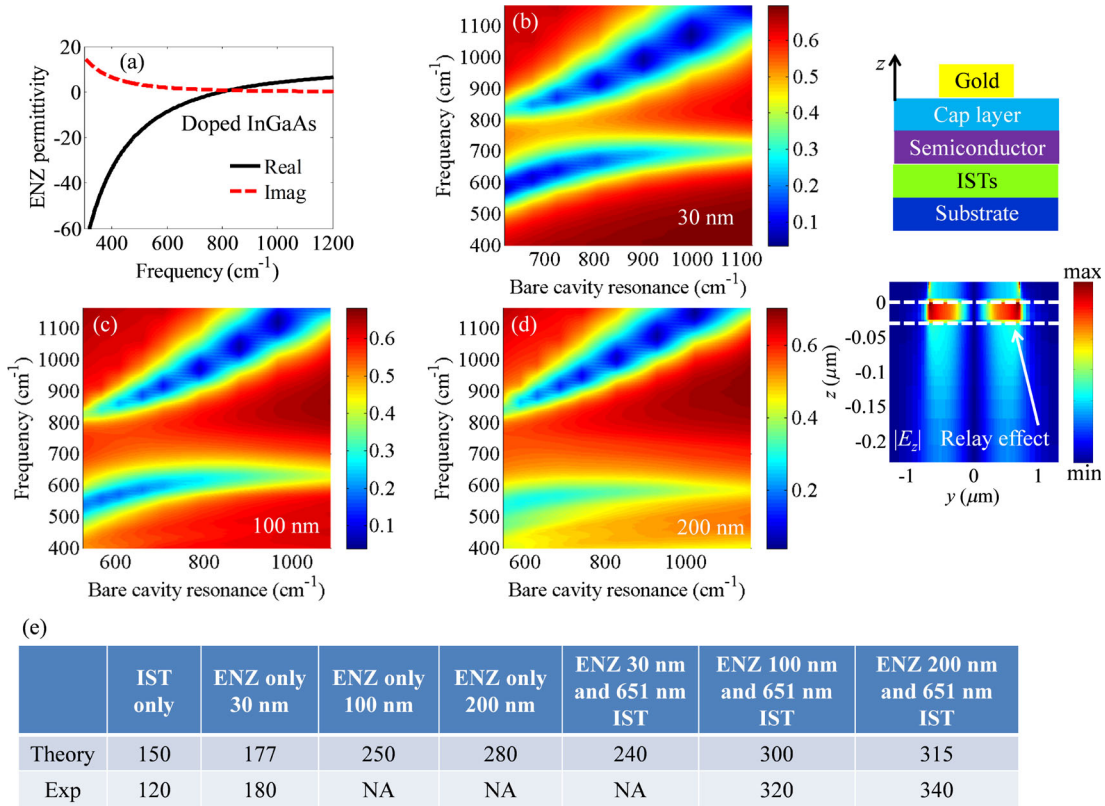 (a)
20
0
-20
-40
-60
400 600 800 1000 1200
ENZ permittivity
Frequency (cm-1)
Doped InGaAs
Real
Imag
(b)
1100
1000
900
800
700
600
500
400
Frequency (cm-1)
700 800 900 1000 1100
Bare cavity resonance (cm-1)
30 nm
0.6
0.5
0.4
0.3
0.2
0.1
z
Gold
Cap layer
Semiconductor
ISTs
Substrate
(c)
1100
1000
900
800
700
600
500
400
Frequency (cm-1)
600 800 1000
Bare cavity resonance (cm-1)
100 nm
0.6
0.5
0.4
0.3
0.2
0.1
(d)
1100
1000
900
800
700
600
500
400
Frequency (cm-1)
600 800 1000
Bare cavity resonance (cm-1)
200 nm
0.6
0.4
0.2
0
-0.05
-0.1
-0.15
-0.2
z (μm)
|Ez|
Relay effect
-1 0 1
y (μm)
max
min
(e)
IST only
ENZ only 30 nm
ENZ only 100 nm
ENZ only 200 nm
ENZ 30 nm and 651 nm IST
ENZ 100 nm and 651 nm IST
ENZ 200 nm and 651 nm IST
Theory 150 177 250 280 240 300 315
Exp 120 180 NA NA NA 320 340